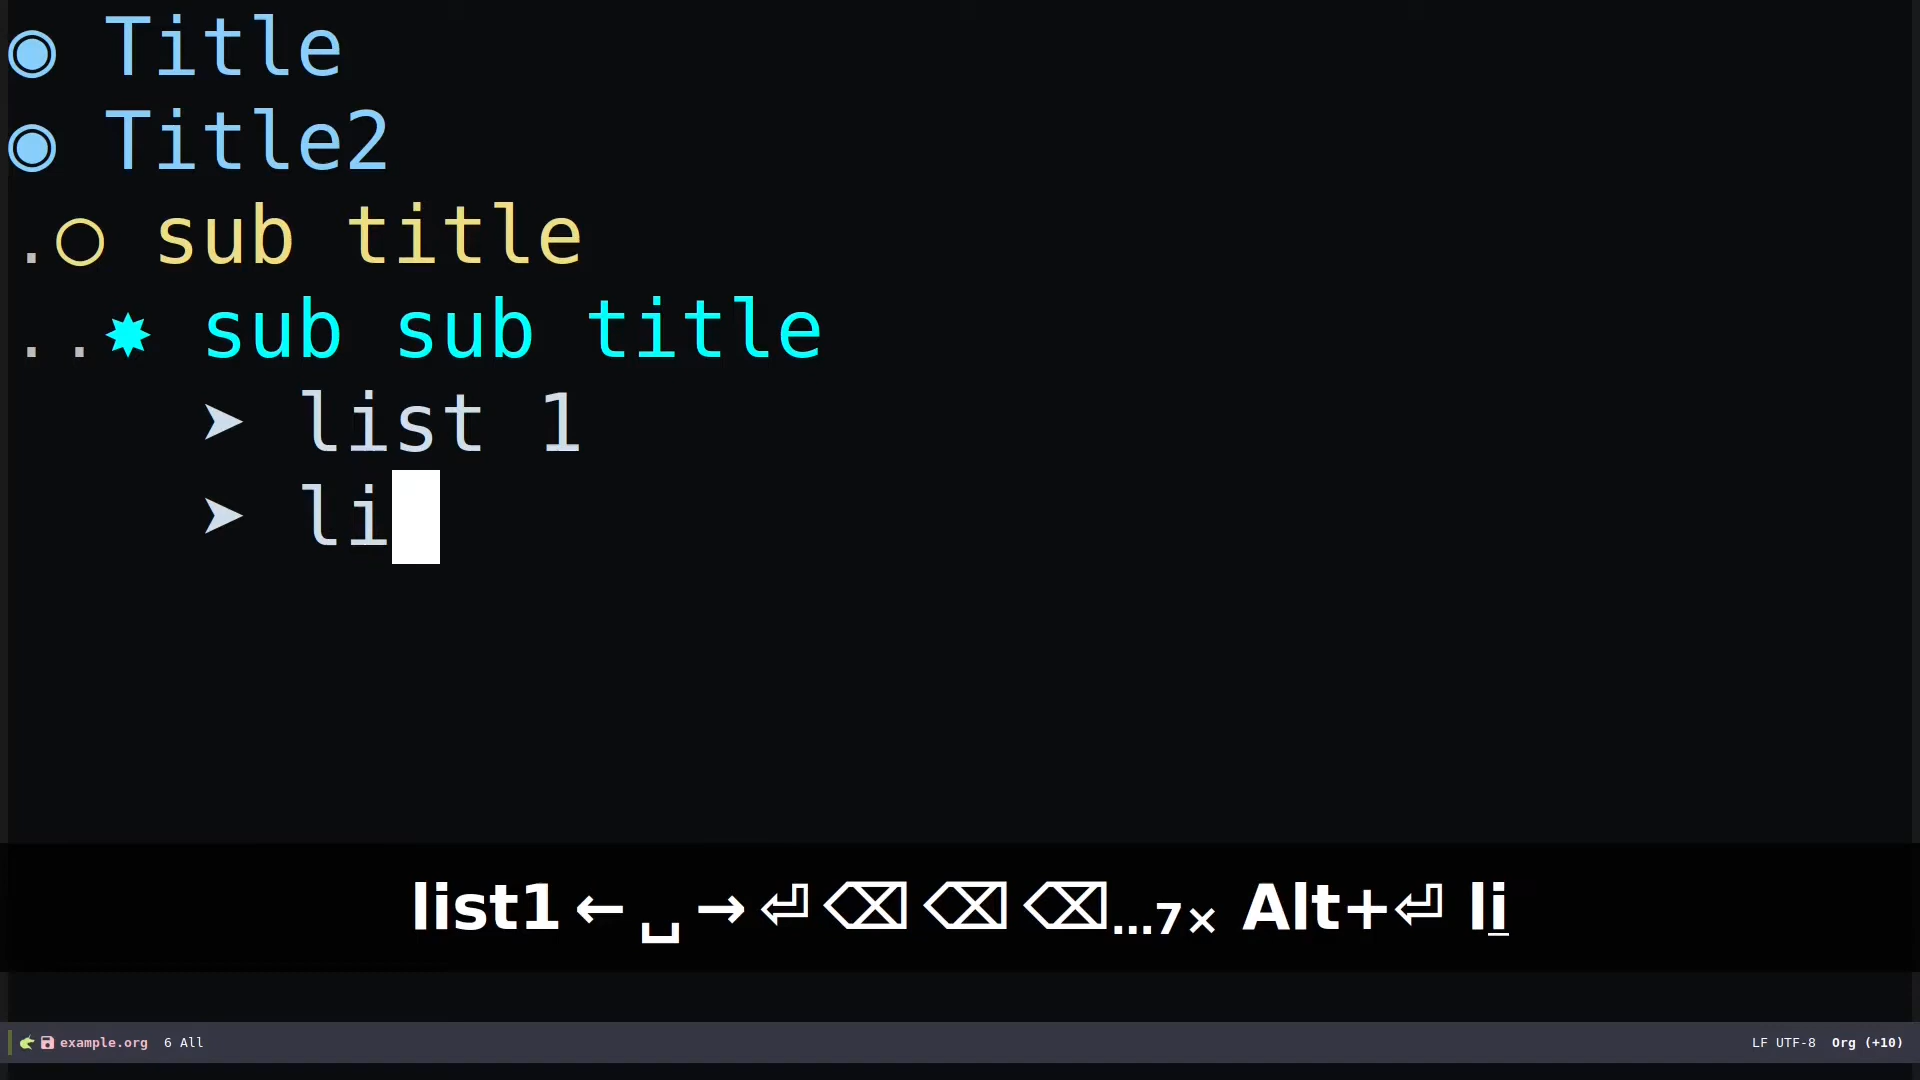 ◉ Title
◉ Title2
.○ sub title
..✸ sub sub title
➤ list 1
➤ li
list1←␣→⏎⌫⌫⌫…7× Alt+⏎ li
example.org 6 All LF UTF-8 Org (+10)